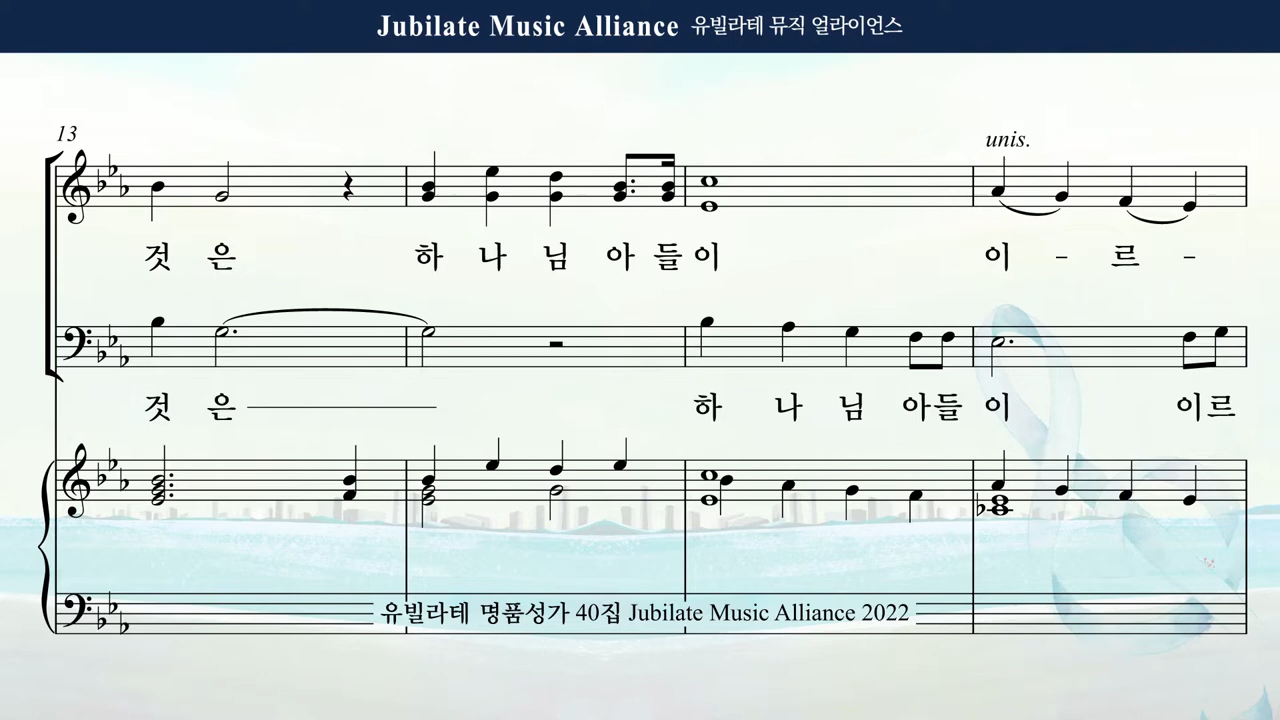 Jubilate Music Alliance 유빌라테 뮤직 얼라이언스
13
unis.
것 은 하 나 님 아 들 이 이 - 르 -
것 은 하 나 님 아 들 이 이 르
유빌라테 명품성가 40집 Jubilate Music Alliance 2022